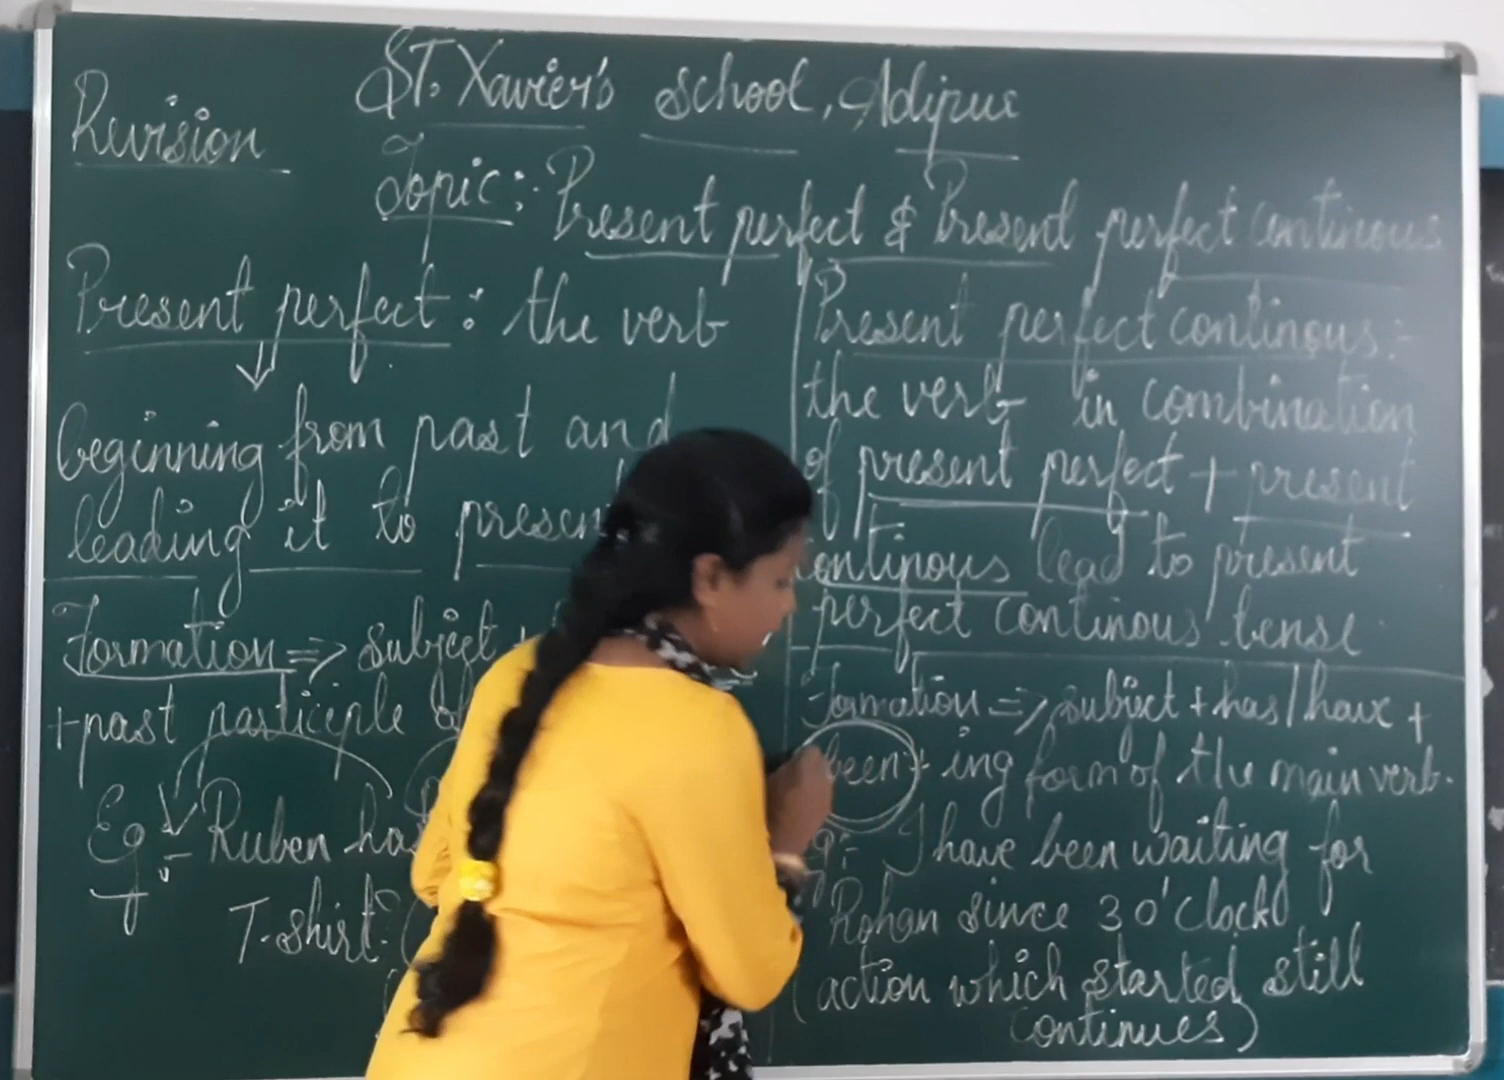 ST. Xavier's School, Adipur
Revision
Topic:- Present perfect & Present perfect continous
Present perfect: the verb
beginning from past and
leading it to presen
Formation => subject +
+ past participle of
Eg:- Ruben has
T-shirt.
Present perfect continous:-
the verb in combination
of present perfect + present
continous lead to present
perfect continous tense.
Formation => subject + has/have +
been + ing form of the main verb.
I have been waiting for
Rohan since 3 o'clock
(action which started still
continues)